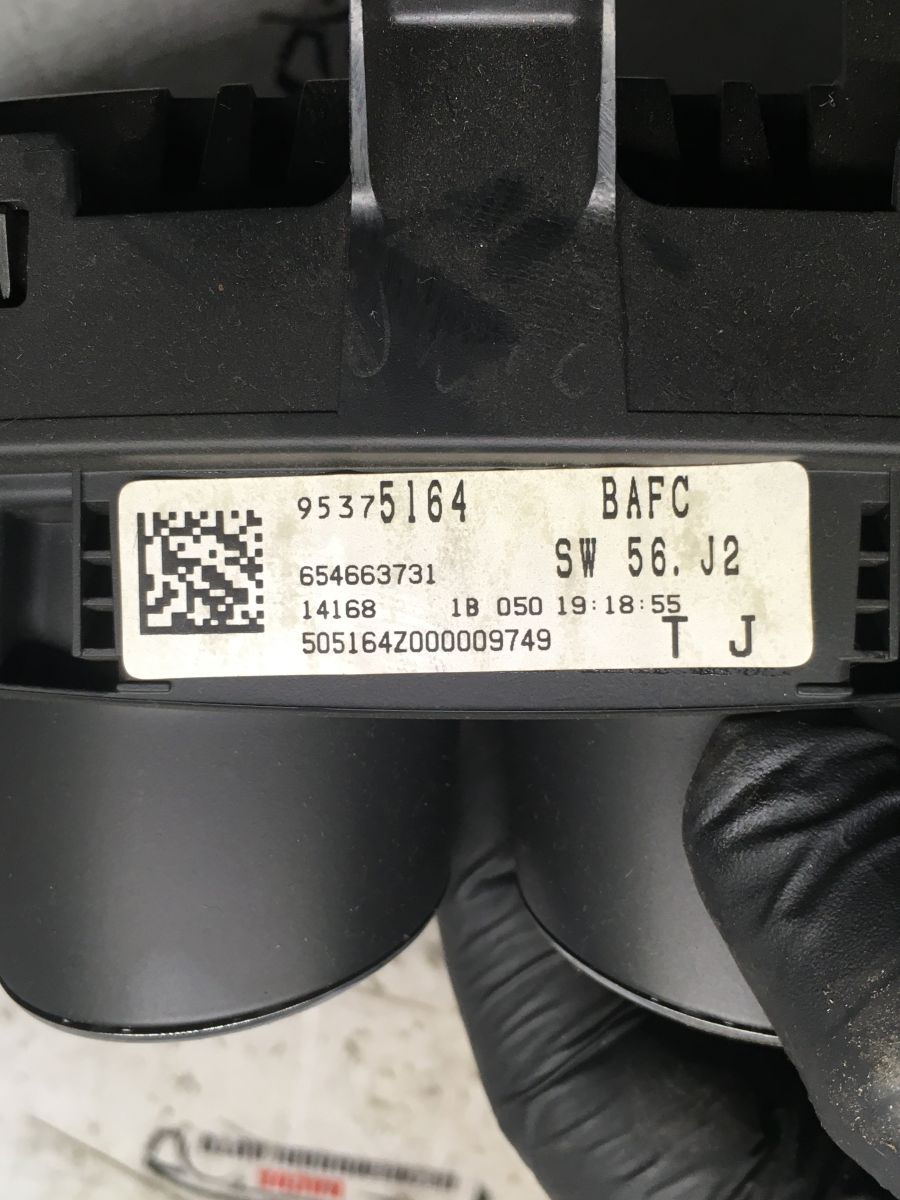 95375164 BAFC
SW 56. J2
654663731
14168 1B 050 19:18:55
505164Z000009749 T J